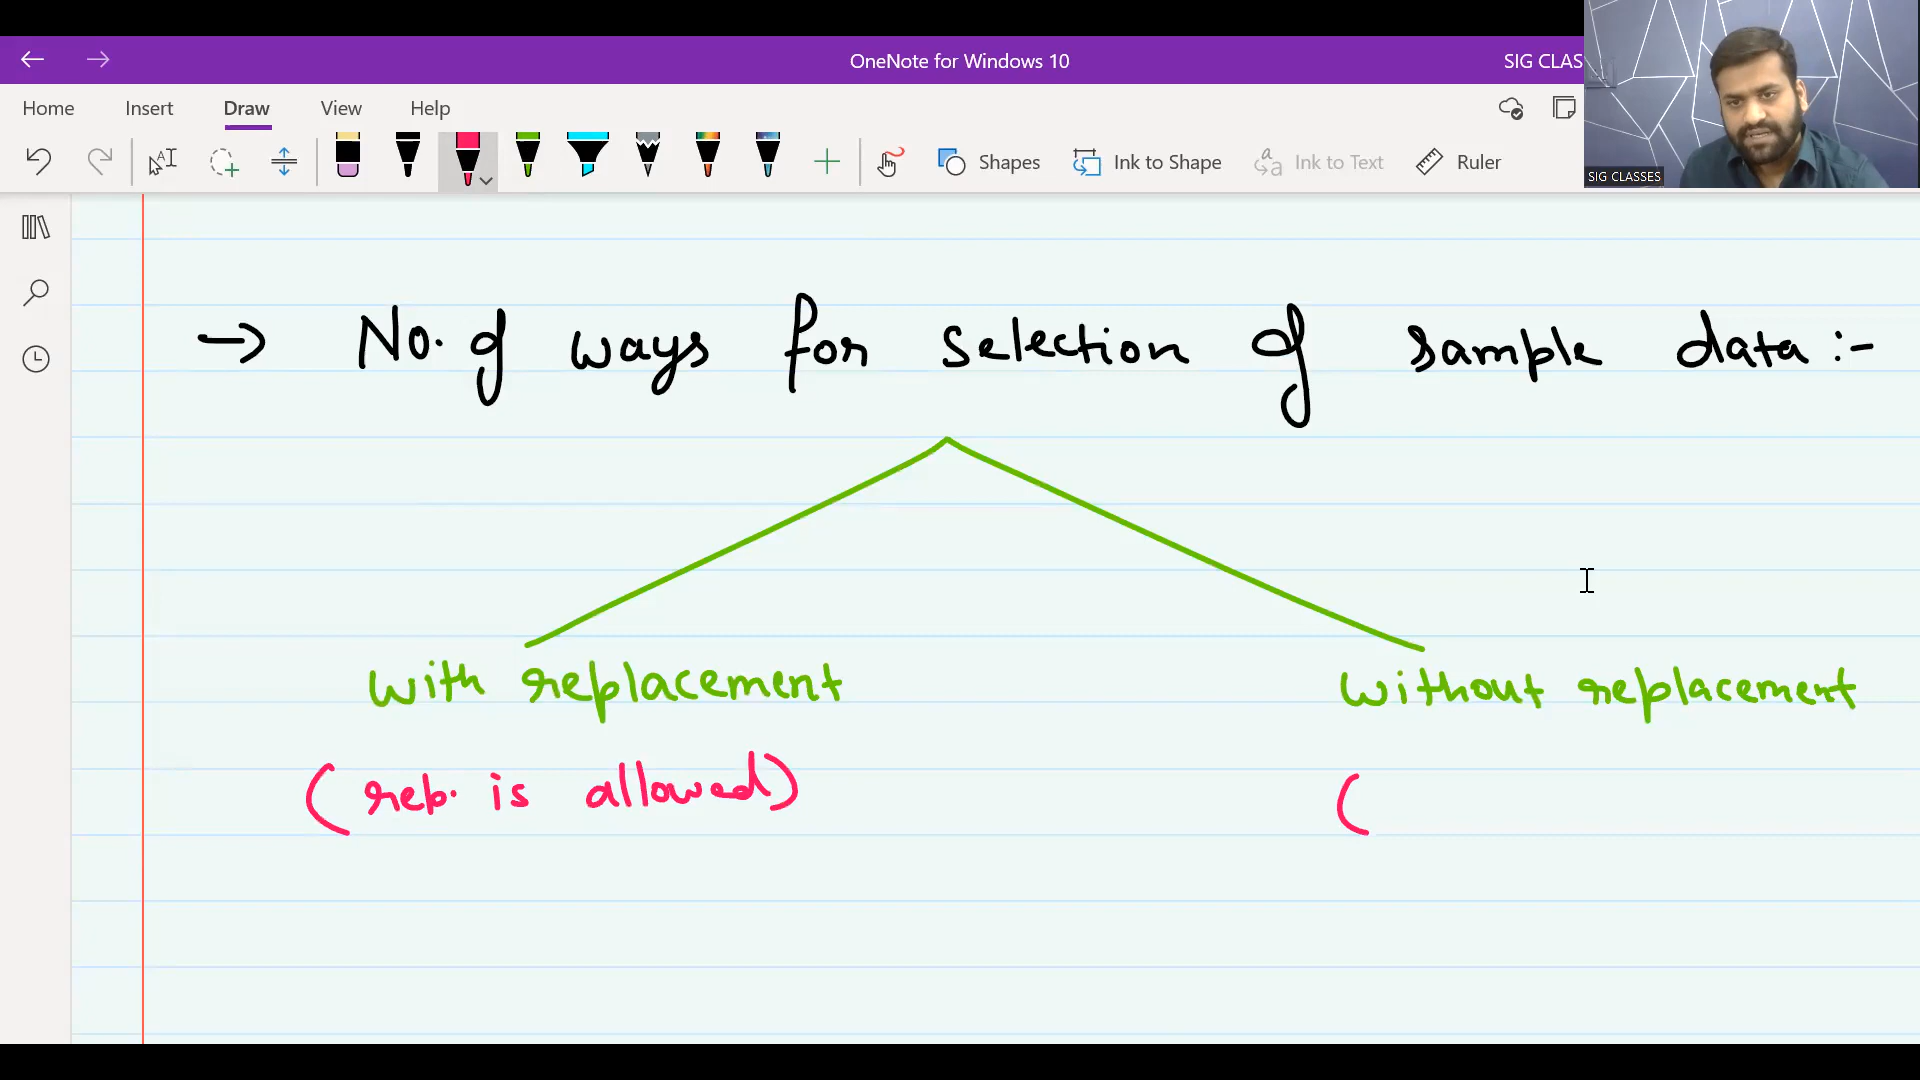 OneNote for Windows 10
SIG CLAS
Home Insert Draw View Help
Shapes Ink to Shape Ink to Text Ruler
SIG CLASSES
→ No. of ways for selection of sample data :-
with replacement without replacement
( rep. is allowed) (